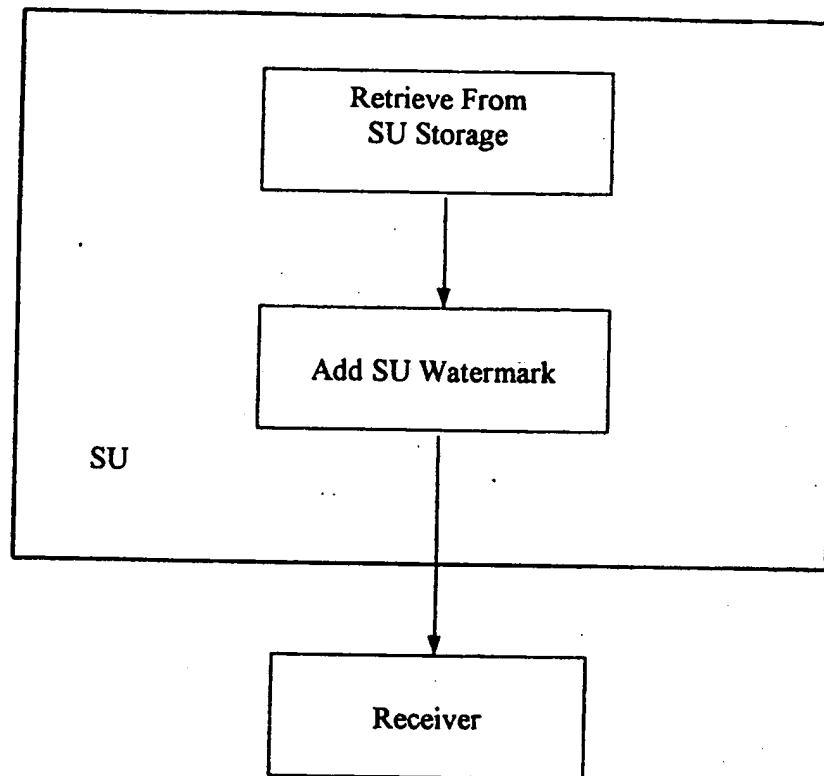 Retrieve From
SU Storage
Add SU Watermark
SU
Receiver